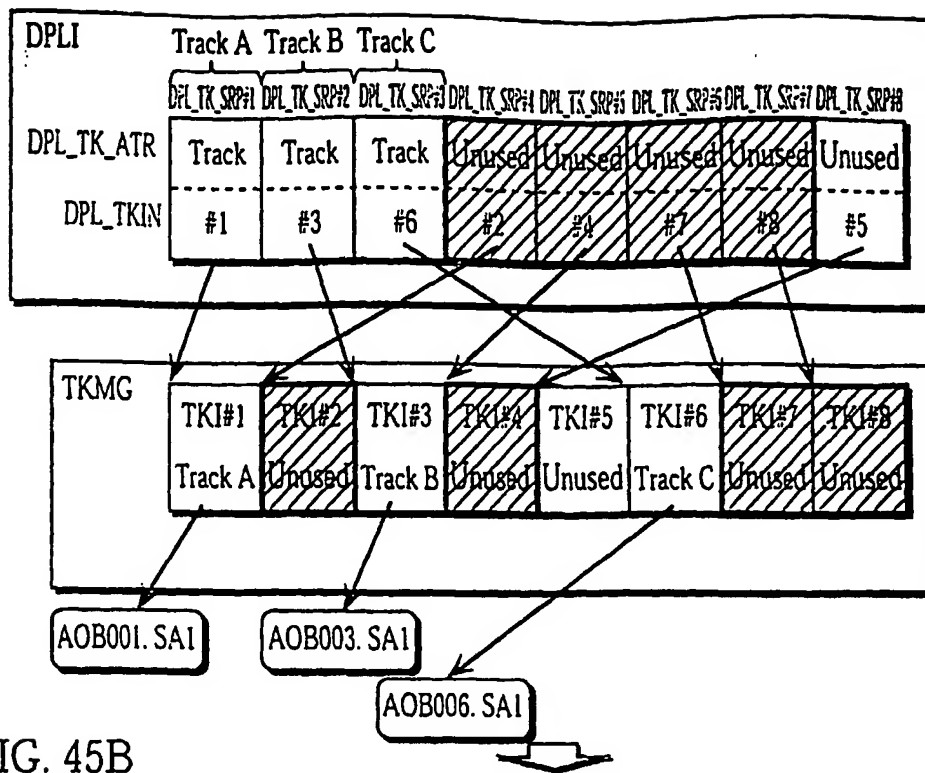 DPLI
Track A Track B Track C
DPL_TK_SRP#1 DPL_TK_SRP#2 DPL_TK_SRP#3 DPL_TK_SRP#4 DPL_TK_SRP#5 DPL_TK_SRP#6 DPL_TK_SRP#7 DPL_TK_SRP#8
DPL_TK_ATR Track Track Track Unused Unused Unused Unused Unused
DPL_TKIN #1 #3 #6 #2 #4 #7 #8 #5
TKMG
TKI#1 TKI#2 TKI#3 TKI#4 TKI#5 TKI#6 TKI#7 TKI#8
Track A Unused Track B Unused Unused Track C Unused Unused
AOB001.SA1 AOB003.SA1
AOB006.SA1
IG. 45B